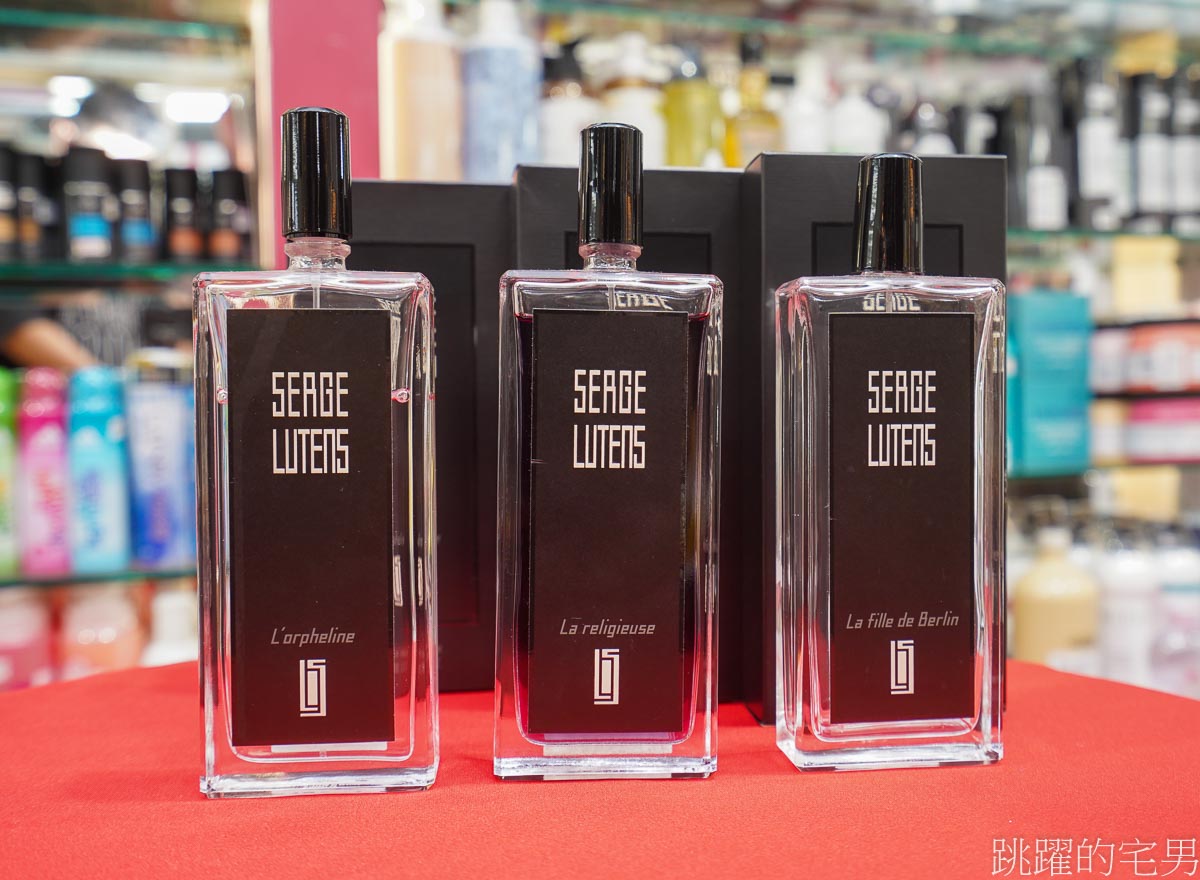 SERGE
LUTENS
L'orpheline
SERGE
LUTENS
La religieuse
SERGE
LUTENS
La fille de Berlin
跳躍的宅男